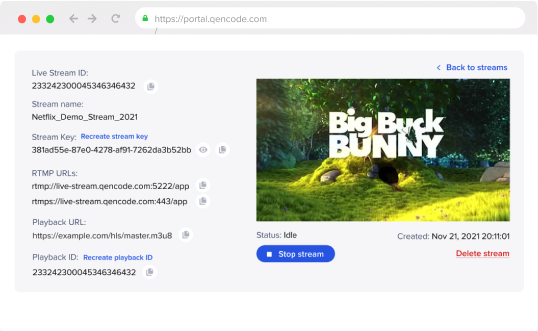 https://portal.qencode.com
/
Back to streams
Live Stream ID:
233242300045346346432
Stream name:
Netflix_Demo_Stream_2021
Stream Key: Recreate stream key
381ad55e-87e0-4278-af91-7262da3b52bb
RTMP URLs:
rtmp://live-stream.qencode.com:5222/app
rtmps://live-stream.qencode.com:443/app
Playback URL:
https://example.com/hls/master.m3u8
Playback ID: Recreate playback ID
233242300045346346432
Big Buck
BUNNY
Status: Idle
Created: Nov 21, 2021 20:11:01
Stop stream
Delete stream